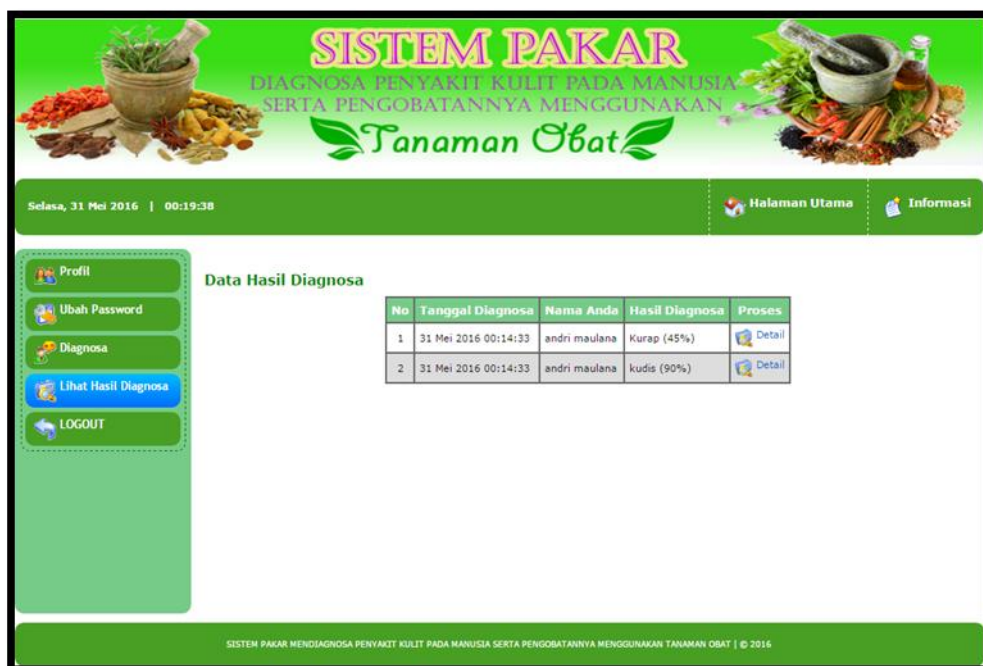 SISTEM PAKAR
DIAGNOSA PENYAKIT KULIT PADA MANUSIA
SERTA PENGOBATANNYA MENGGUNAKAN
Tanaman Obat
Selasa, 31 Mei 2016 | 00:19:38
Halaman Utama
Informasi
Profil
Ubah Password
Diagnosa
Lihat Hasil Diagnosa
LOGOUT
Data Hasil Diagnosa
No Tanggal Diagnosa Nama Anda Hasil Diagnosa Proses
1 31 Mei 2016 00:14:33 andri maulana Kurap (45%) Detail
2 31 Mei 2016 00:14:33 andri maulana kudis (90%) Detail
SISTEM PAKAR MENDIAGNOSA PENYAKIT KULIT PADA MANUSIA SERTA PENGOBATANNYA MENGGUNAKAN TANAMAN OBAT | © 2016